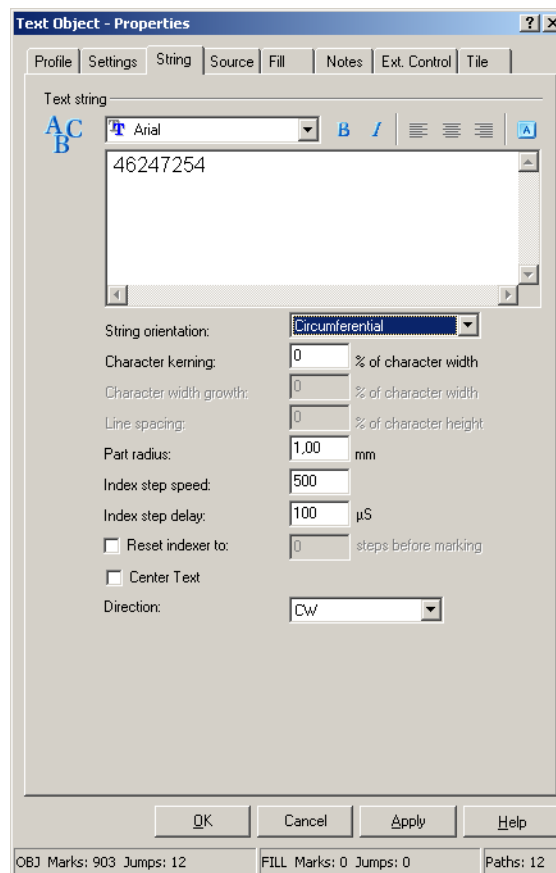 Text Object - Properties
Profile Settings String Source Fill Notes Ext. Control Tile
Text string
ABC Arial B I A
46247254
String orientation: Circumferential
Character kerning: 0 % of character width
Character width growth: 0 % of character width
Line spacing: 0 % of character height
Part radius: 1,00 mm
Index step speed: 500
Index step delay: 100 µS
Reset indexer to: 0 steps before marking
Center Text
Direction: CW
OK Cancel Apply Help
OBJ Marks: 903 Jumps: 12 FILL Marks: 0 Jumps: 0 Paths: 12